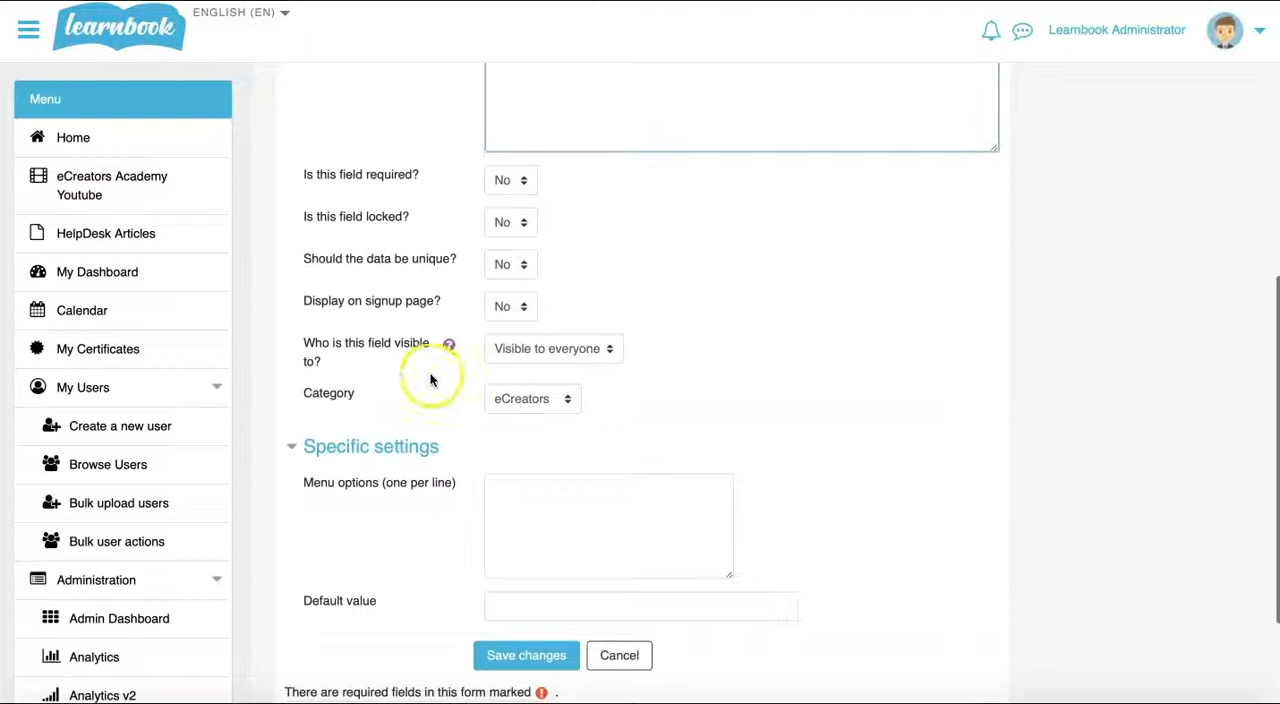 learnbook
ENGLISH (EN)
Learnbook Administrator
Menu
Home
eCreators Academy
Youtube
HelpDesk Articles
My Dashboard
Calendar
My Certificates
My Users
Create a new user
Browse Users
Bulk upload users
Bulk user actions
Administration
Admin Dashboard
Analytics
Analytics v2
Is this field required?
No
Is this field locked?
No
Should the data be unique?
No
Display on signup page?
No
Who is this field visible
to?
?
Visible to everyone
Category
eCreators
Specific settings
Menu options (one per line)
Default value
Save changes
Cancel
There are required fields in this form marked ! .